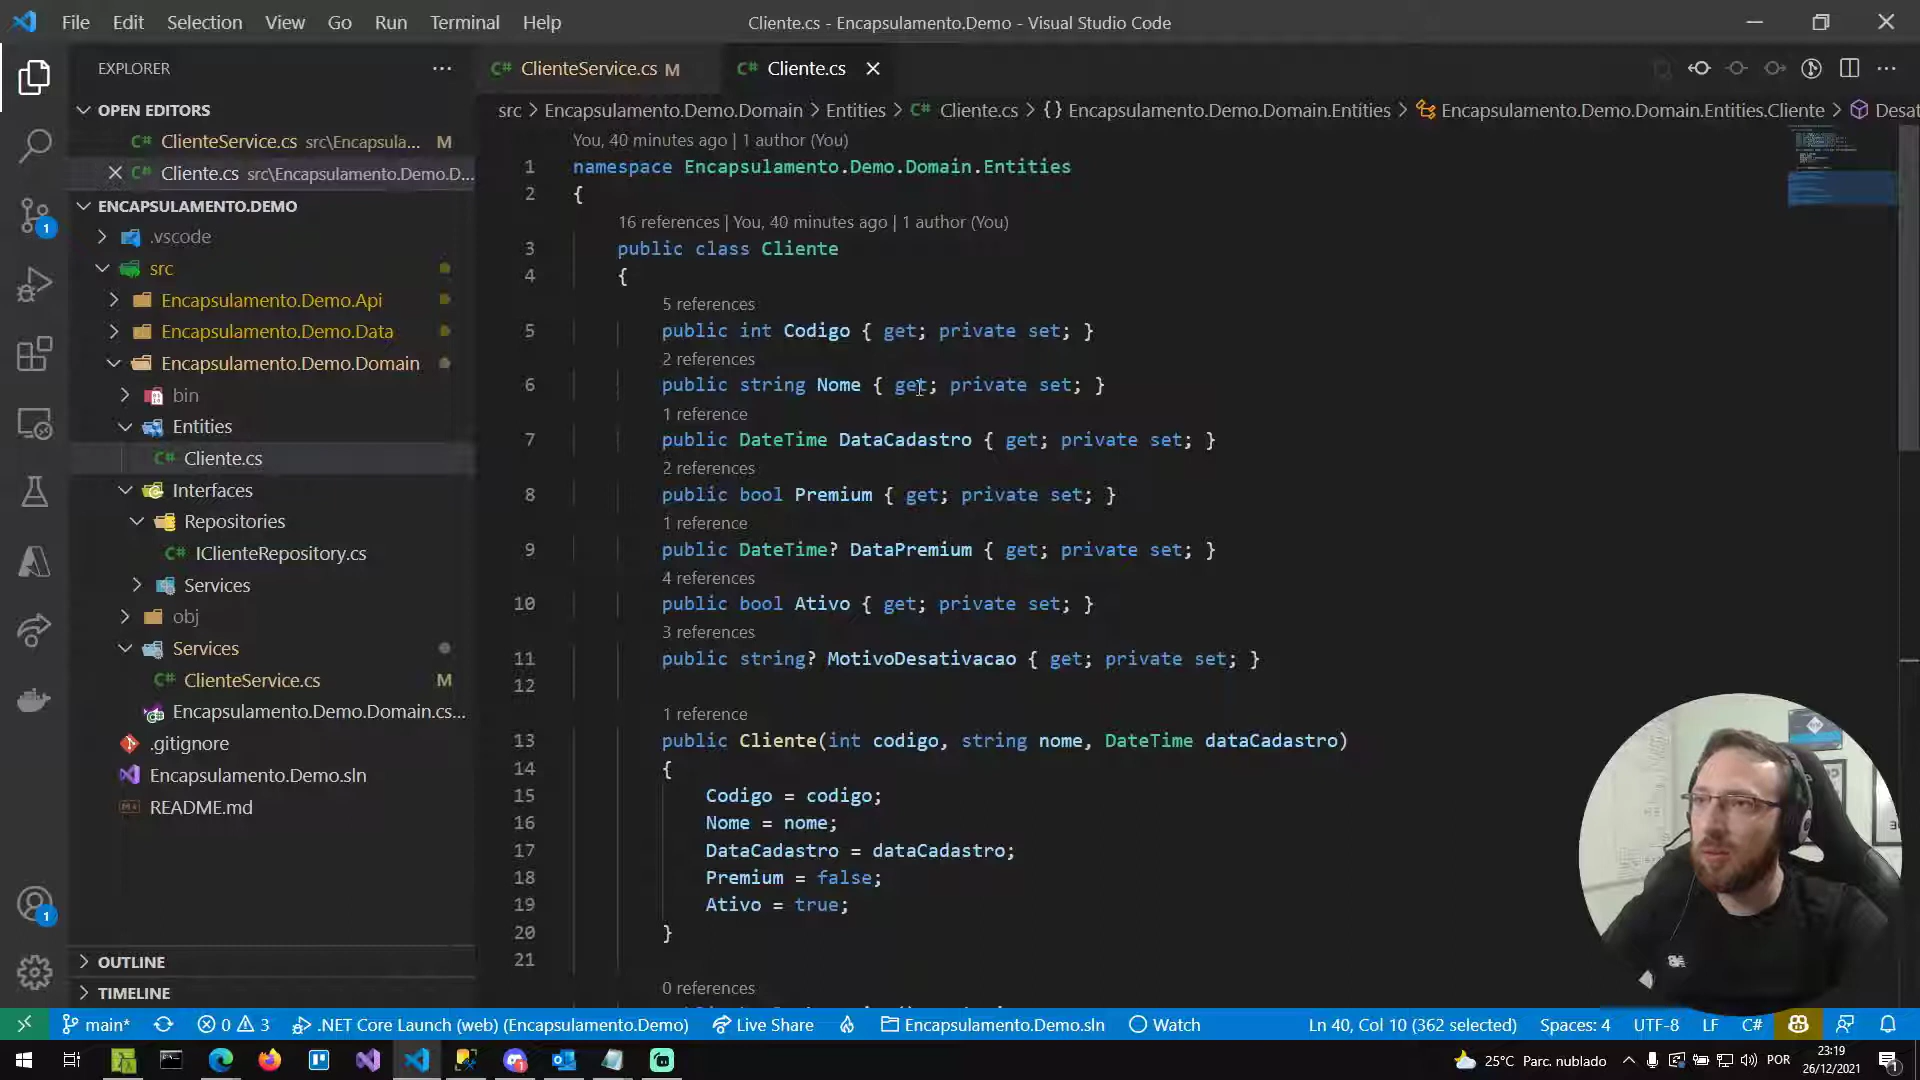 File Edit Selection View Go Run Terminal Help
Cliente.cs - Encapsulamento.Demo - Visual Studio Code
EXPLORER
OPEN EDITORS
C# ClienteService.cs src\Encapsula... M
C# Cliente.cs src\Encapsulamento.Demo.D...
ENCAPSULAMENTO.DEMO
.vscode
src
Encapsulamento.Demo.Api
Encapsulamento.Demo.Data
Encapsulamento.Demo.Domain
bin
Entities
C# Cliente.cs
Interfaces
Repositories
C# IClienteRepository.cs
Services
obj
Services
C# ClienteService.cs M
Encapsulamento.Demo.Domain.cs...
.gitignore
Encapsulamento.Demo.sln
README.md
OUTLINE
TIMELINE
1
1
C# ClienteService.cs M
C# Cliente.cs
src > Encapsulamento.Demo.Domain > Entities > C# Cliente.cs > {} Encapsulamento.Demo.Domain.Entities > Encapsulamento.Demo.Domain.Entities.Cliente > Desat
You, 40 minutes ago | 1 author (You)
1 namespace Encapsulamento.Demo.Domain.Entities
2 {
16 references | You, 40 minutes ago | 1 author (You)
3 public class Cliente
4 {
5 references
5 public int Codigo { get; private set; }
2 references
6 public string Nome { get; private set; }
1 reference
7 public DateTime DataCadastro { get; private set; }
2 references
8 public bool Premium { get; private set; }
1 reference
9 public DateTime? DataPremium { get; private set; }
4 references
10 public bool Ativo { get; private set; }
3 references
11 public string? MotivoDesativacao { get; private set; }
12
1 reference
13 public Cliente(int codigo, string nome, DateTime dataCadastro)
14 {
15 Codigo = codigo;
16 Nome = nome;
17 DataCadastro = dataCadastro;
18 Premium = false;
19 Ativo = true;
20 }
21
0 references
main* 0 3 .NET Core Launch (web) (Encapsulamento.Demo) Live Share Encapsulamento.Demo.sln Watch Ln 40, Col 10 (362 selected) Spaces: 4 UTF-8 LF C#
25°C Parc. nublado POR 23:19
26/12/2021 1